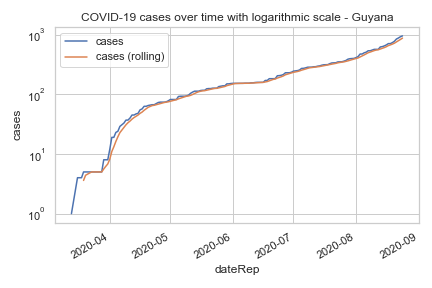 COVID-19 cases over time with logarithmic scale - Guyana
cases
cases (rolling)
10³
10²
10¹
10⁰
cases
2020-04
2020-05
2020-06
2020-07
2020-08
2020-09
dateRep